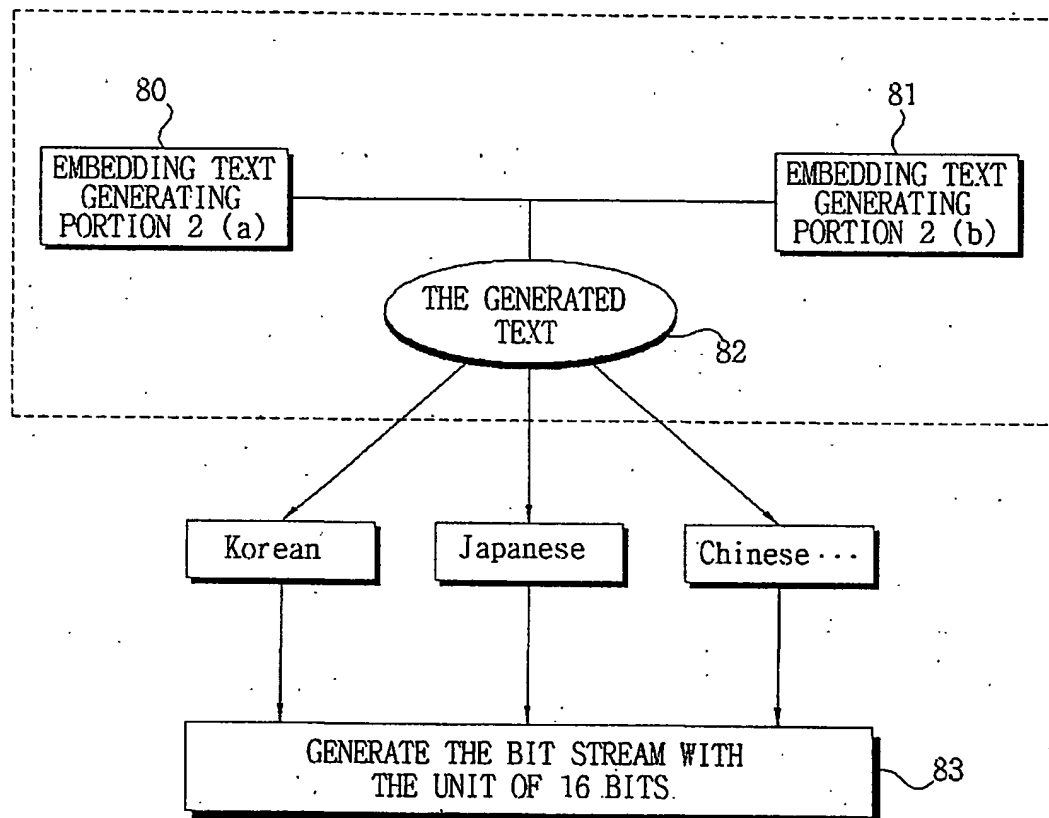 80
81
EMBEDDING TEXT
GENERATING
PORTION 2 (a)
EMBEDDING TEXT
GENERATING
PORTION 2 (b)
THE GENERATED
TEXT
82
Korean
Japanese
Chinese ···
GENERATE THE BIT STREAM WITH
THE UNIT OF 16 BITS.
83